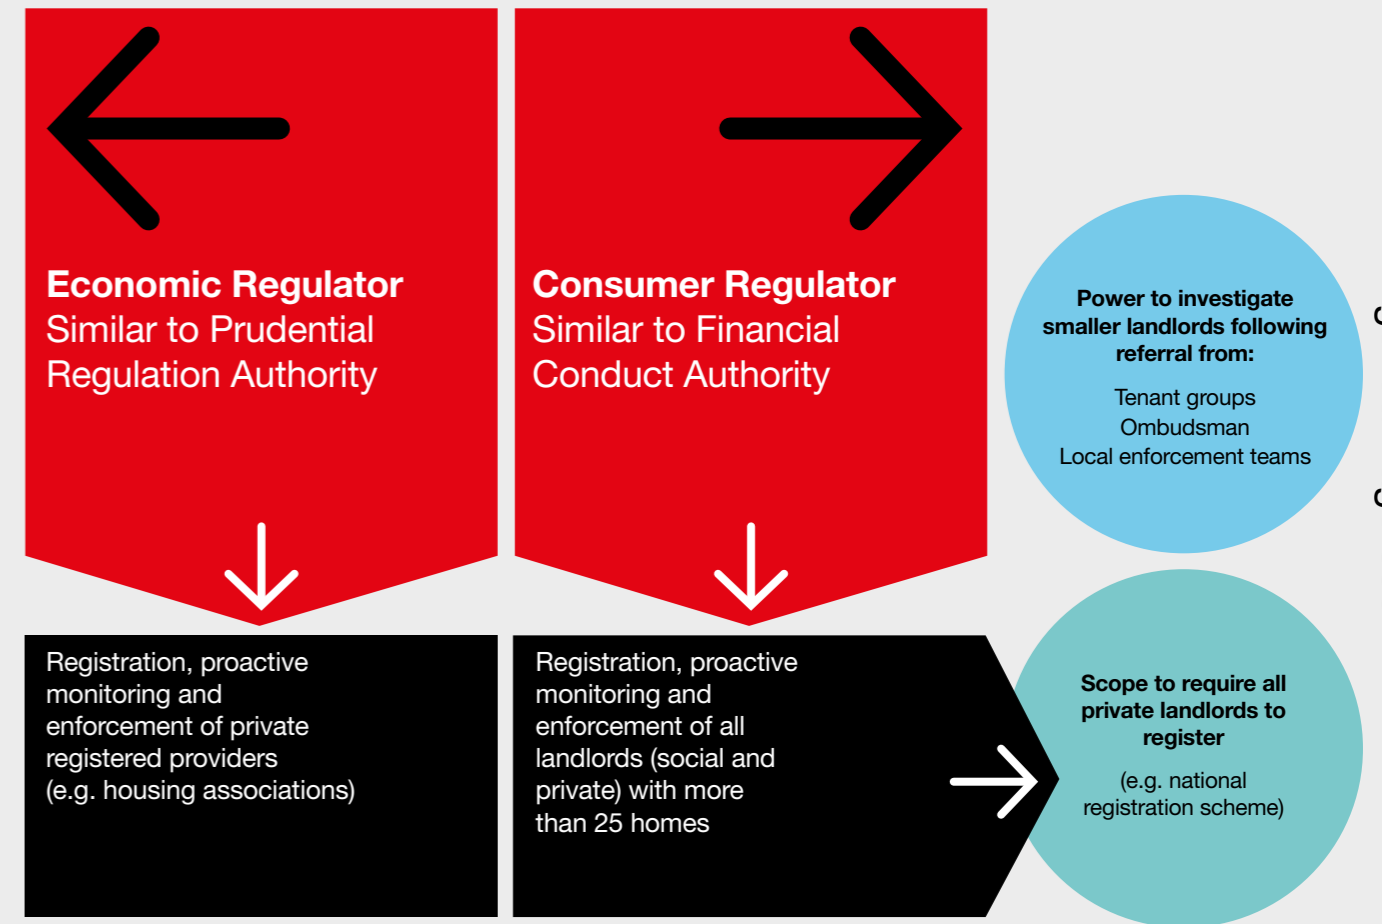 Economic Regulator
Similar to Prudential
Regulation Authority
Consumer Regulator
Similar to Financial
Conduct Authority
Power to investigate
smaller landlords following
referral from:
Tenant groups
Ombudsman
Local enforcement teams
Registration, proactive
monitoring and
enforcement of private
registered providers
(e.g. housing associations)
Registration, proactive
monitoring and
enforcement of all
landlords (social and
private) with more
than 25 homes
Scope to require all
private landlords to
register
(e.g. national
registration scheme)